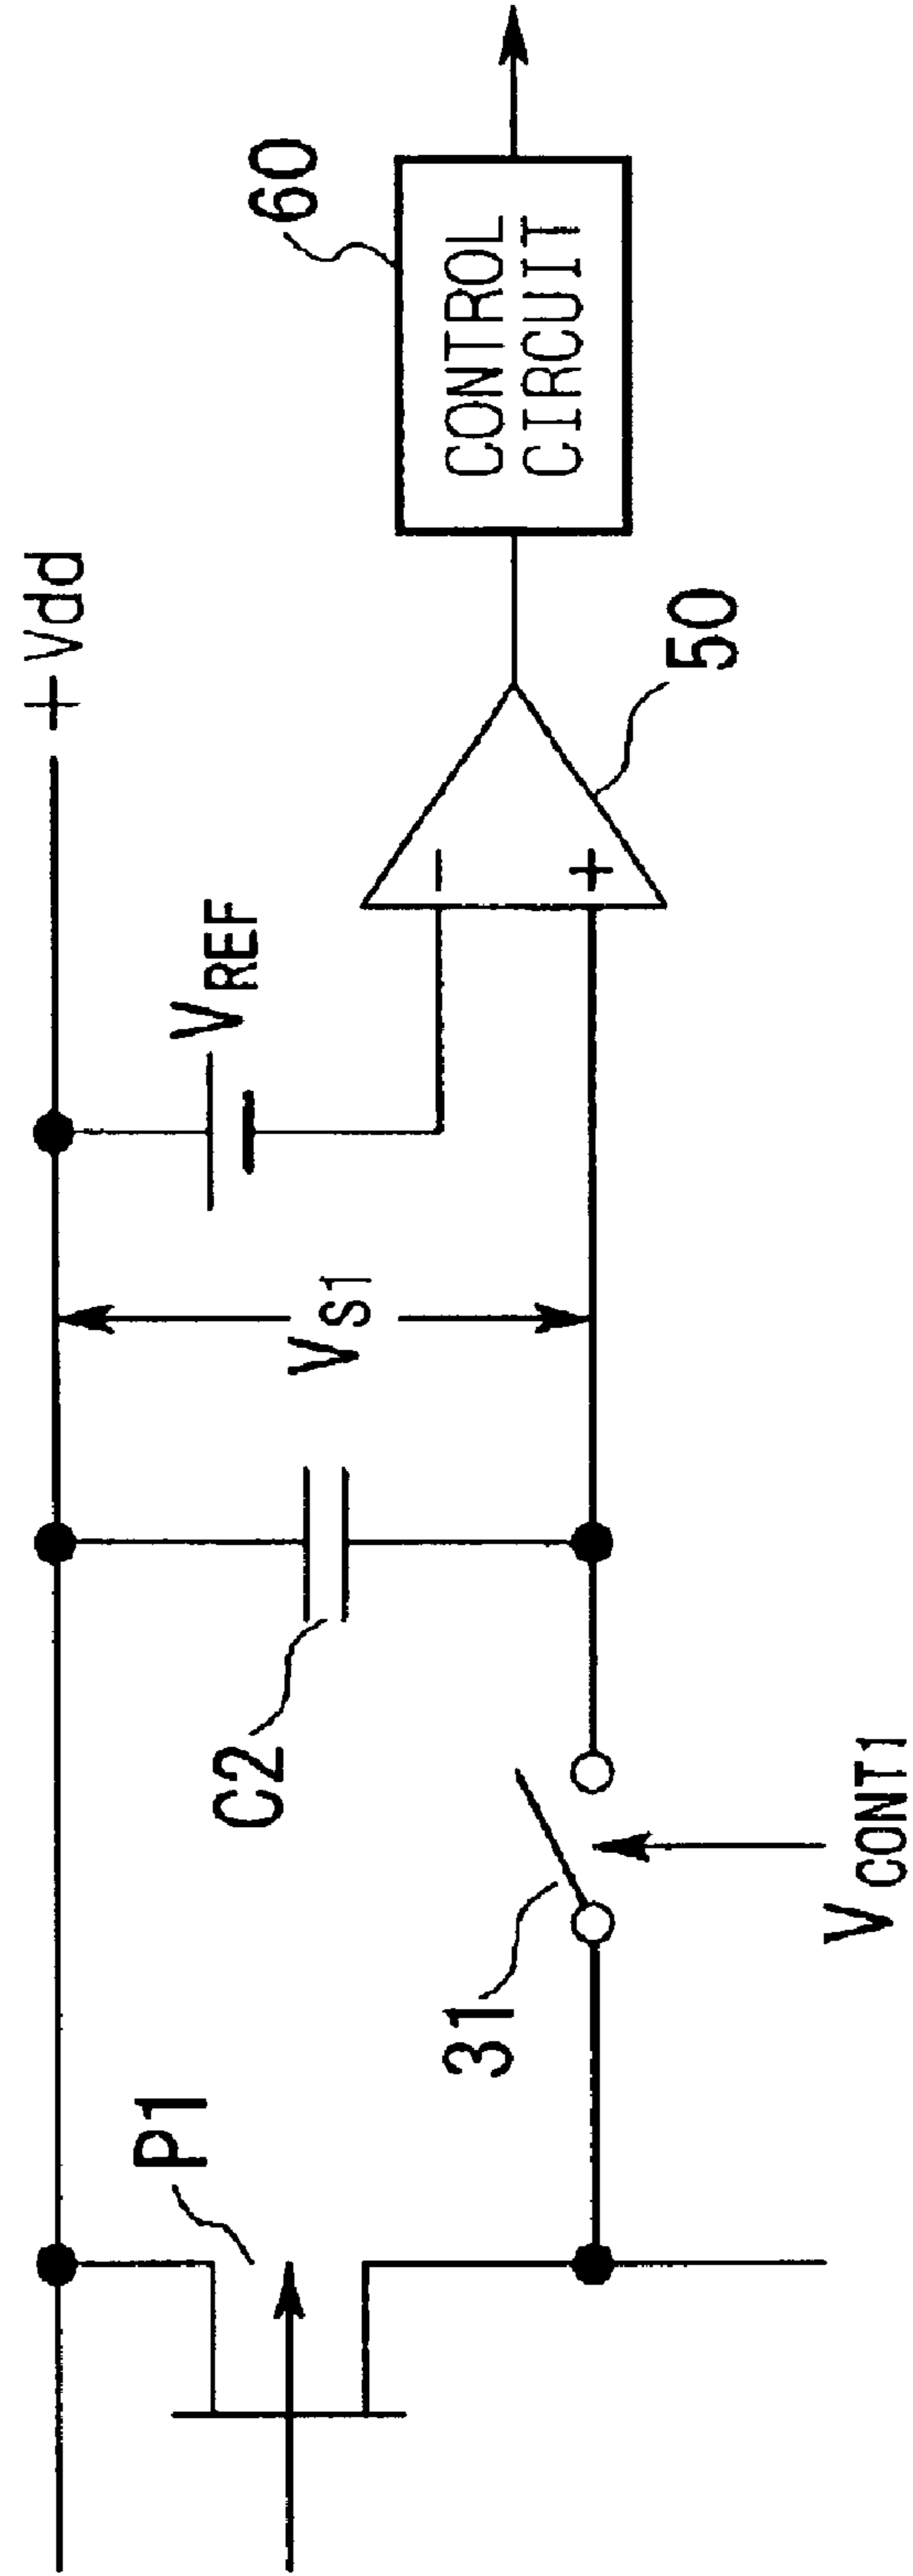 +Vdd
P1
C2
VS1
VREF
31
VCONT1
50
60
CONTROL
CIRCUIT
−
+